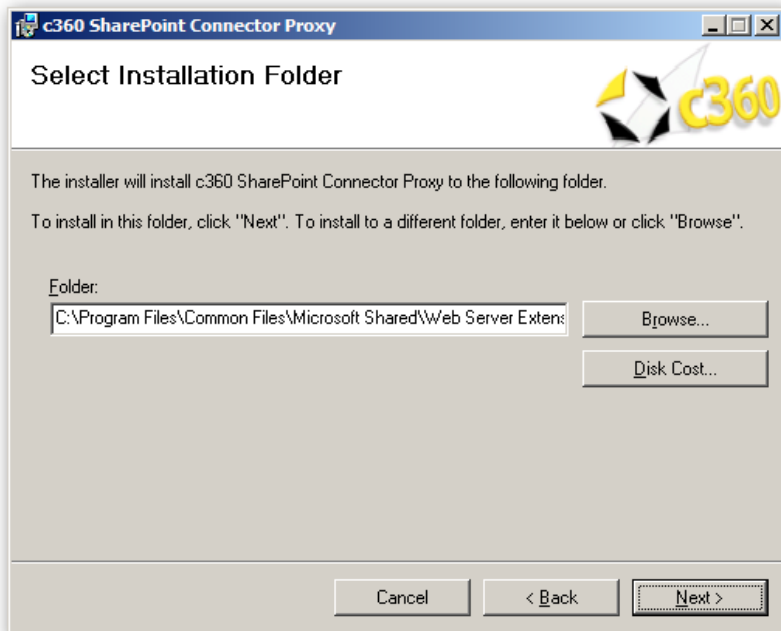 c360 SharePoint Connector Proxy
Select Installation Folder
c360
The installer will install c360 SharePoint Connector Proxy to the following folder.
To install in this folder, click "Next". To install to a different folder, enter it below or click "Browse".
Folder:
C:\Program Files\Common Files\Microsoft Shared\Web Server Extens
Browse...
Disk Cost...
Cancel
< Back
Next >